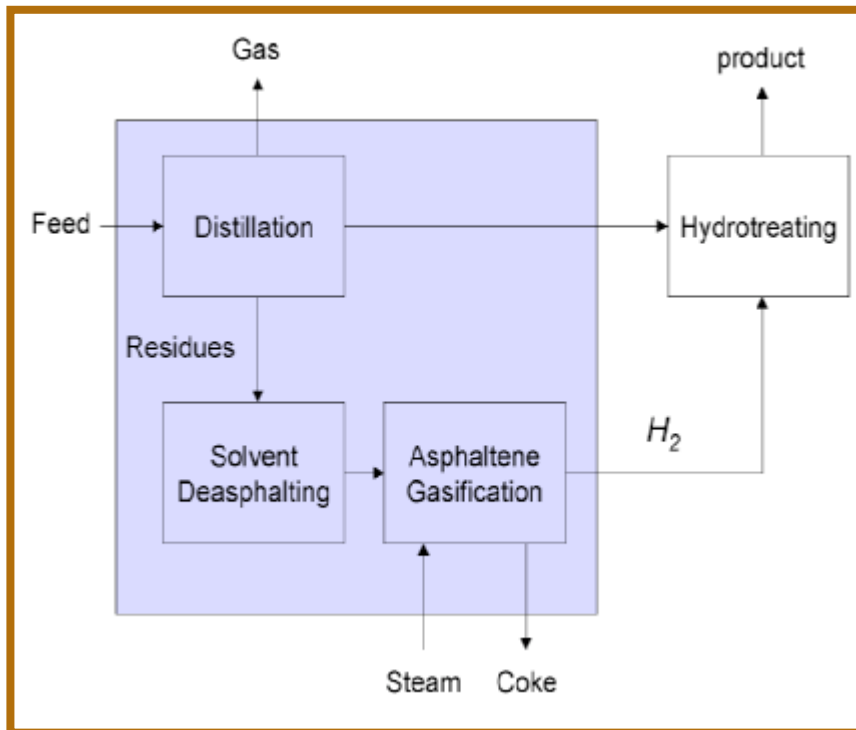 Gas
product
Feed
Distillation
Hydrotreating
Residues
Solvent
Deasphalting
Asphaltene
Gasification
H₂
Steam
Coke